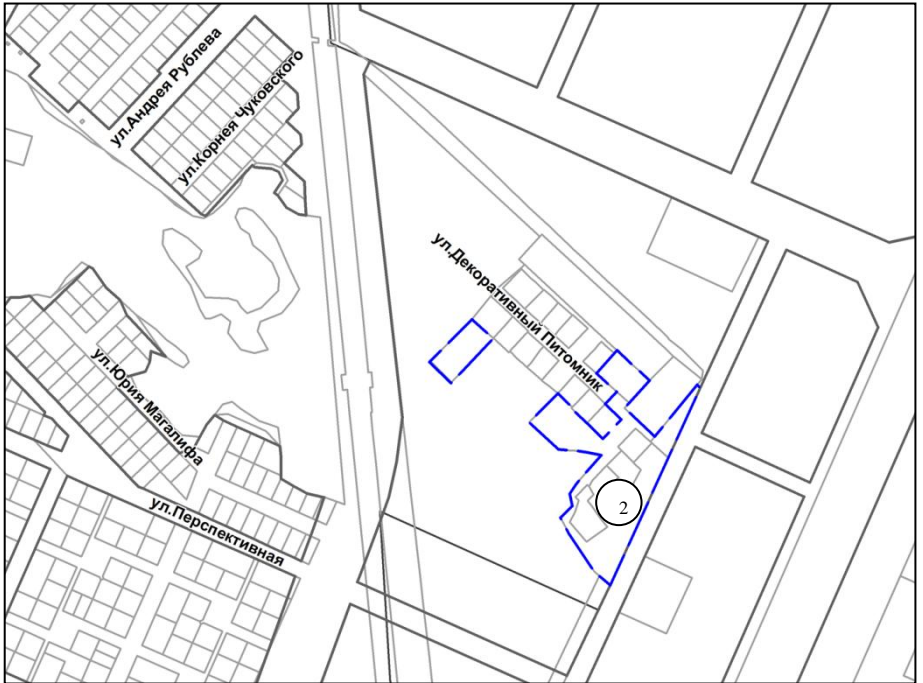 ул.Андрея Рублева
ул.Корнея Чуковского
ул.Декоративный Питомник
ул.Юрия Магалифа
ул.Перспективная
2